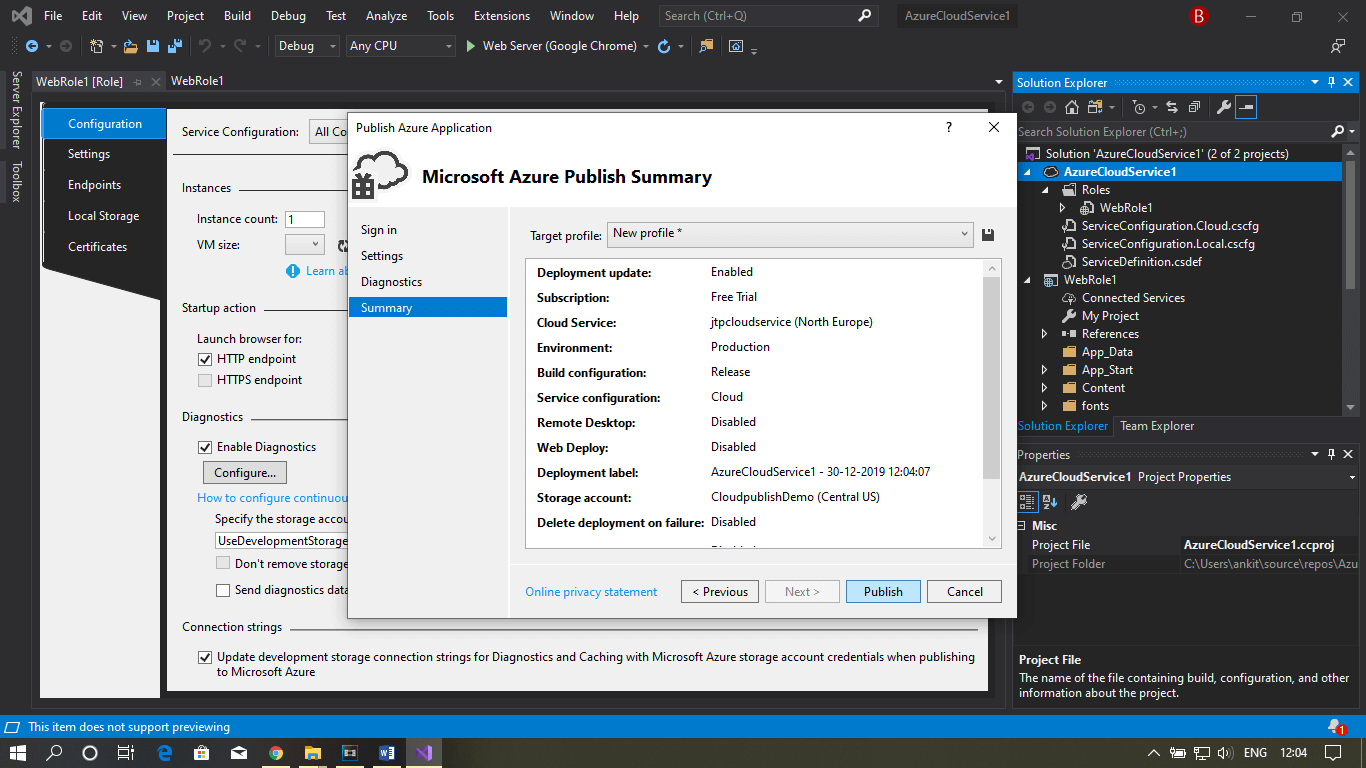 File Edit View Project Build Debug Test Analyze Tools Extensions Window Help Search (Ctrl+Q) AzureCloudService1 B
Debug Any CPU Web Server (Google Chrome)
Server Explorer
Toolbox
WebRole1 [Role] WebRole1
Configuration
Settings
Endpoints
Local Storage
Certificates
Service Configuration: All Co
Instances
Instance count: 1
VM size:
Learn ab
Startup action
Launch browser for:
HTTP endpoint
HTTPS endpoint
Diagnostics
Enable Diagnostics
Configure...
How to configure continuou
Specify the storage accou
UseDevelopmentStorage
Don't remove storage
Send diagnostics data
Connection strings
Update development storage connection strings for Diagnostics and Caching with Microsoft Azure storage account credentials when publishing
to Microsoft Azure
Publish Azure Application ?
Microsoft Azure Publish Summary
Sign in
Settings
Diagnostics
Summary
Target profile: New profile *
Deployment update: Enabled
Subscription: Free Trial
Cloud Service: jtpcloudservice (North Europe)
Environment: Production
Build configuration: Release
Service configuration: Cloud
Remote Desktop: Disabled
Web Deploy: Disabled
Deployment label: AzureCloudService1 - 30-12-2019 12:04:07
Storage account: CloudpublishDemo (Central US)
Delete deployment on failure: Disabled
Online privacy statement < Previous Next > Publish Cancel
Solution Explorer
Search Solution Explorer (Ctrl+;)
Solution 'AzureCloudService1' (2 of 2 projects)
AzureCloudService1
Roles
WebRole1
ServiceConfiguration.Cloud.cscfg
ServiceConfiguration.Local.cscfg
ServiceDefinition.csdef
WebRole1
Connected Services
My Project
References
App_Data
App_Start
Content
fonts
Solution Explorer Team Explorer
Properties
AzureCloudService1 Project Properties
Misc
Project File AzureCloudService1.ccproj
Project Folder C:\Users\ankit\source\repos\Azu
Project File
The name of the file containing build, configuration, and other
information about the project.
This item does not support previewing 1
ENG 12:04